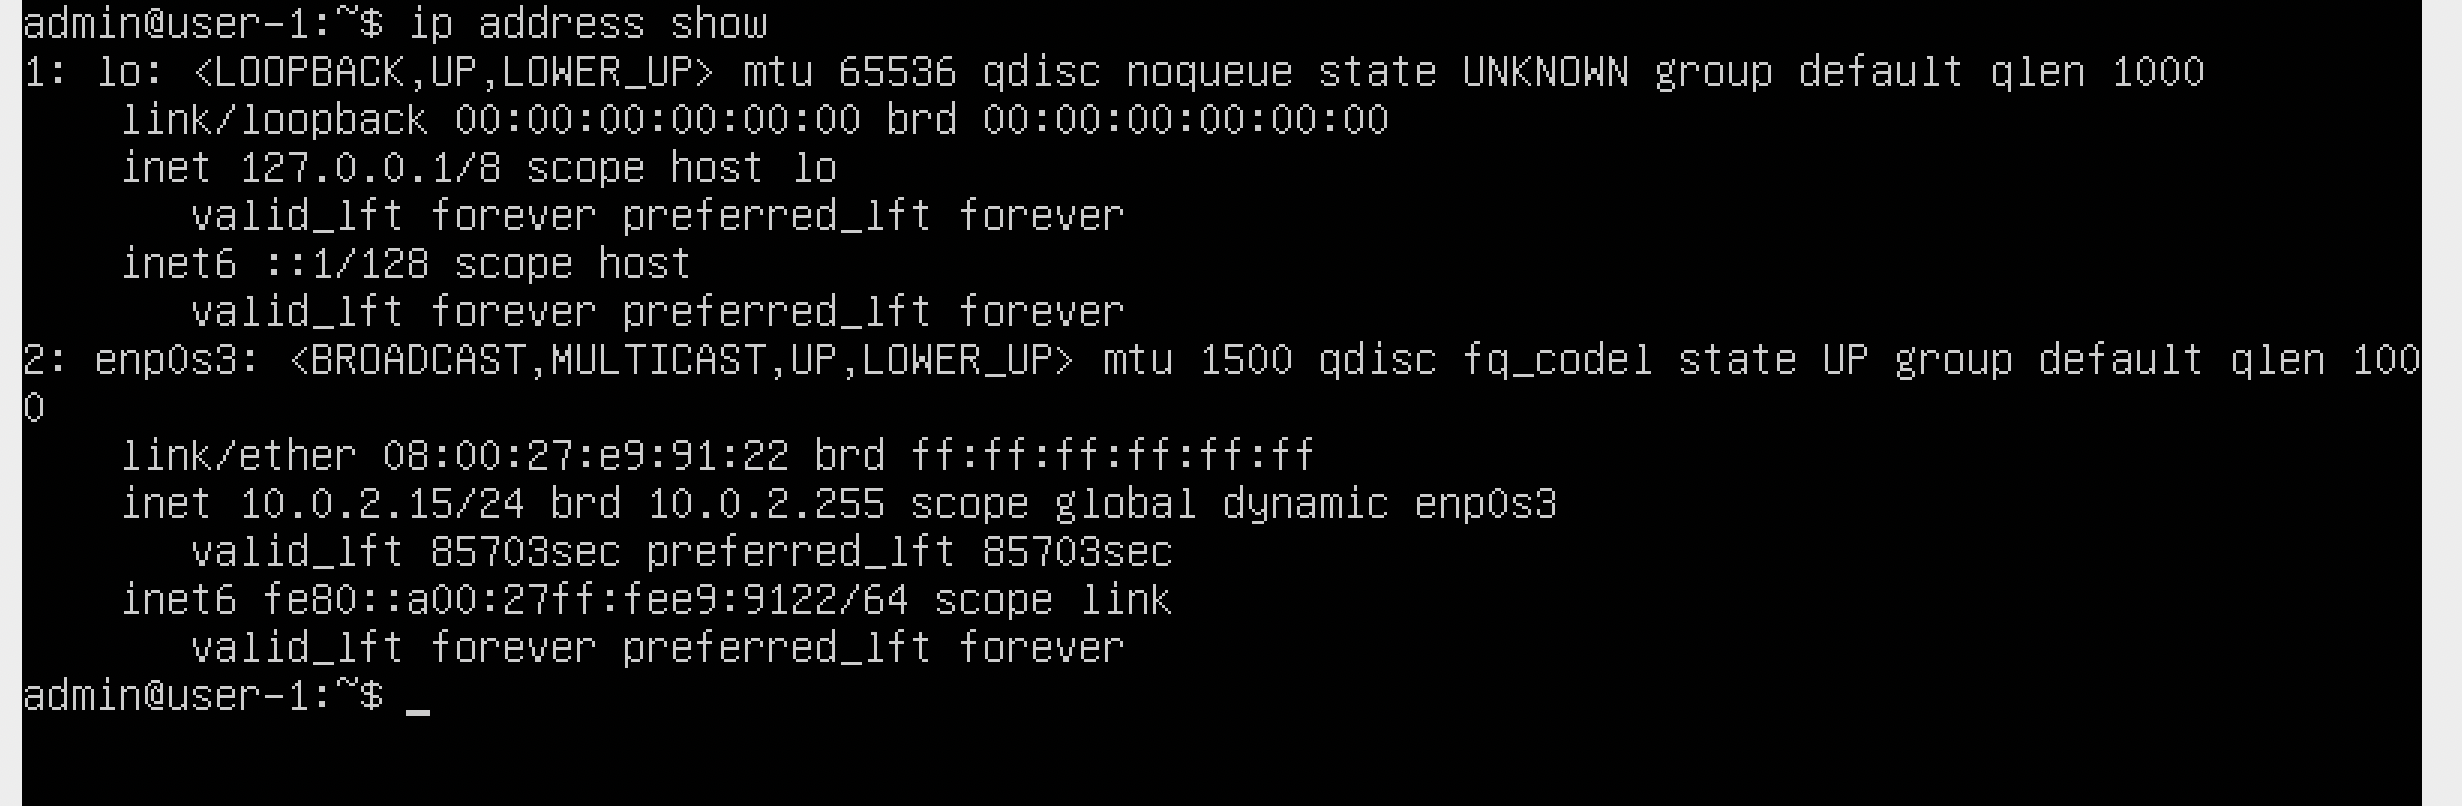 admin@user-1:~$ ip address show
1: lo: <LOOPBACK,UP,LOWER_UP> mtu 65536 qdisc noqueue state UNKNOWN group default qlen 1000
    link/loopback 00:00:00:00:00:00 brd 00:00:00:00:00:00
    inet 127.0.0.1/8 scope host lo
       valid_lft forever preferred_lft forever
    inet6 ::1/128 scope host
       valid_lft forever preferred_lft forever
2: enp0s3: <BROADCAST,MULTICAST,UP,LOWER_UP> mtu 1500 qdisc fq_codel state UP group default qlen 100
0
    link/ether 08:00:27:e9:91:22 brd ff:ff:ff:ff:ff:ff
    inet 10.0.2.15/24 brd 10.0.2.255 scope global dynamic enp0s3
       valid_lft 85703sec preferred_lft 85703sec
    inet6 fe80::a00:27ff:fee9:9122/64 scope link
       valid_lft forever preferred_lft forever
admin@user-1:~$ _